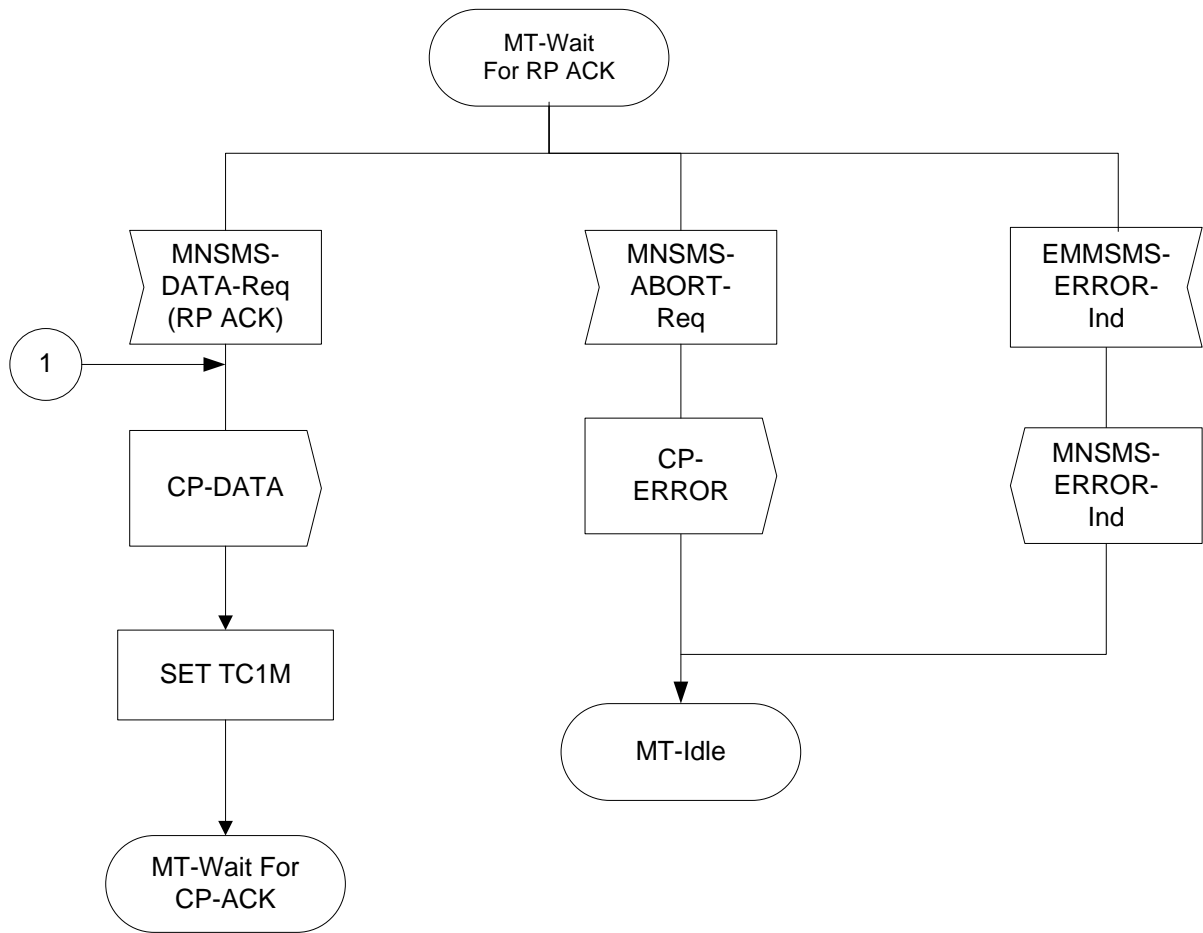 MT-Wait
For RP ACK
MNSMS-
DATA-Req
(RP ACK)
MNSMS-
ABORT-
Req
EMMSMS-
ERROR-
Ind
1
CP-DATA
CP-
ERROR
MNSMS-
ERROR-
Ind
SET TC1M
MT-Idle
MT-Wait For
CP-ACK